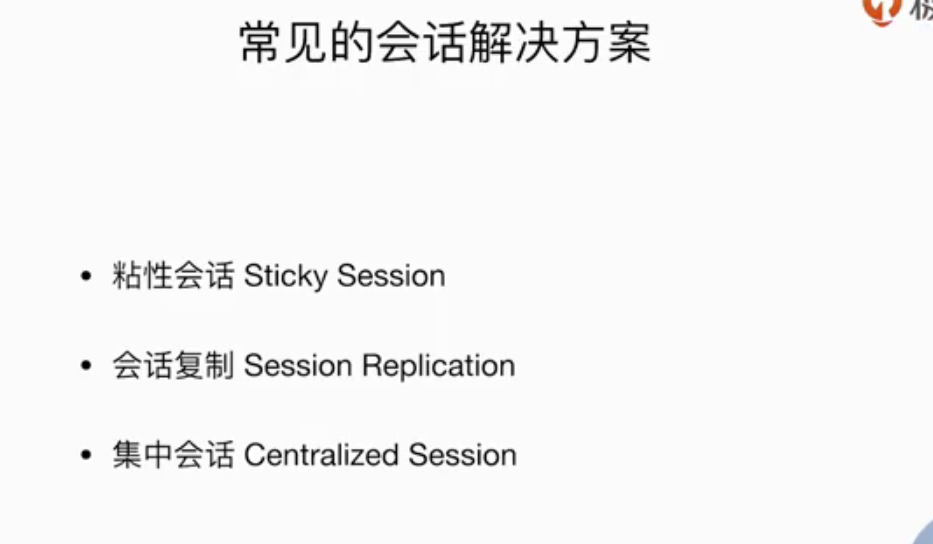 常见的会话解决方案
• 粘性会话 Sticky Session
• 会话复制 Session Replication
• 集中会话 Centralized Session